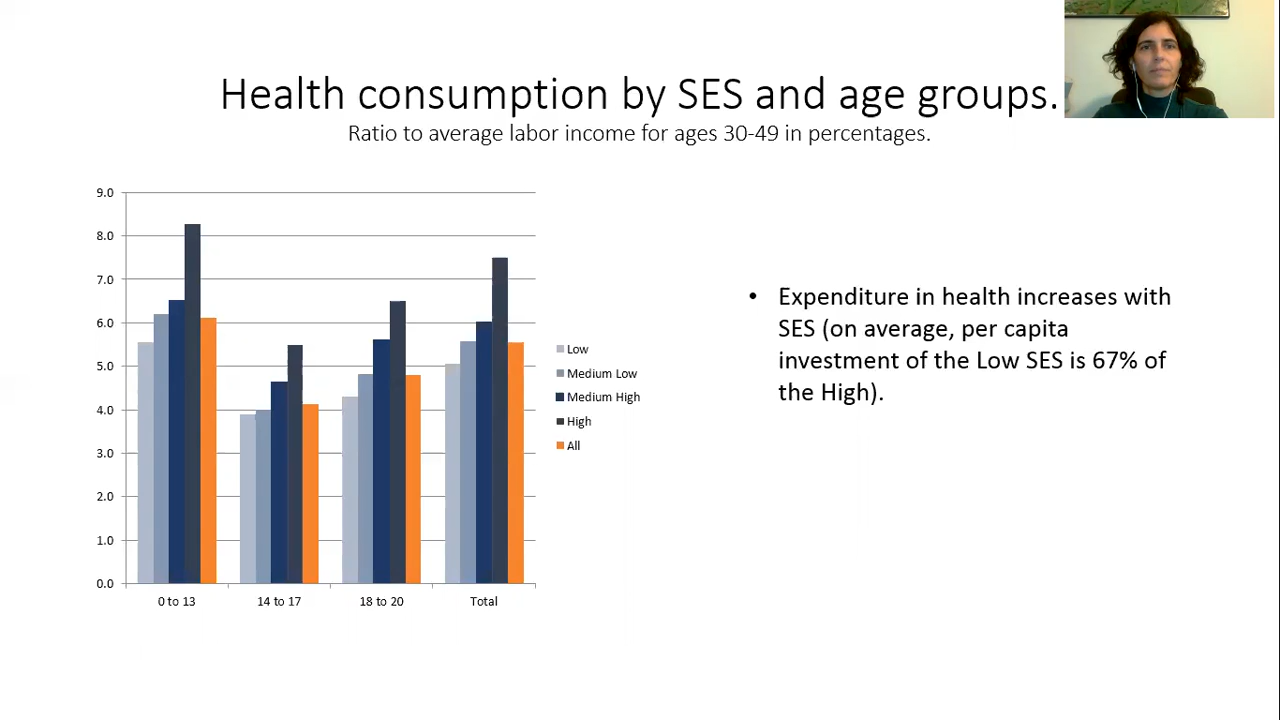 Health consumption by SES and age groups.
Ratio to average labor income for ages 30-49 in percentages.
9.0
8.0
7.0
6.0
5.0
4.0
3.0
2.0
1.0
0.0
0 to 13
14 to 17
18 to 20
Total
Low
Medium Low
Medium High
High
All
• Expenditure in health increases with
SES (on average, per capita
investment of the Low SES is 67% of
the High).